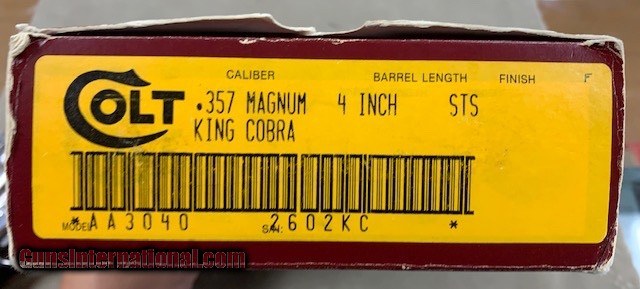 COLT
CALIBER BARREL LENGTH FINISH F
.357 MAGNUM 4 INCH STS
KING COBRA
*AA3040 2602KC *
MODEL S/N:
GunsInternational.com